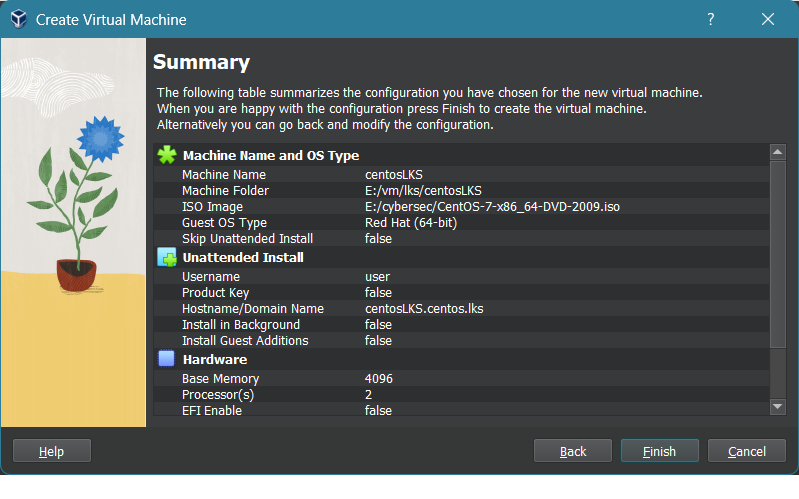 Create Virtual Machine
?
Summary
The following table summarizes the configuration you have chosen for the new virtual machine.
When you are happy with the configuration press Finish to create the virtual machine.
Alternatively you can go back and modify the configuration.
Machine Name and OS Type
Machine Name centosLKS
Machine Folder E:/vm/lks/centosLKS
ISO Image E:/cybersec/CentOS-7-x86_64-DVD-2009.iso
Guest OS Type Red Hat (64-bit)
Skip Unattended Install false
Unattended Install
Username user
Product Key false
Hostname/Domain Name centosLKS.centos.lks
Install in Background false
Install Guest Additions false
Hardware
Base Memory 4096
Processor(s) 2
EFI Enable false
Help Back Finish Cancel